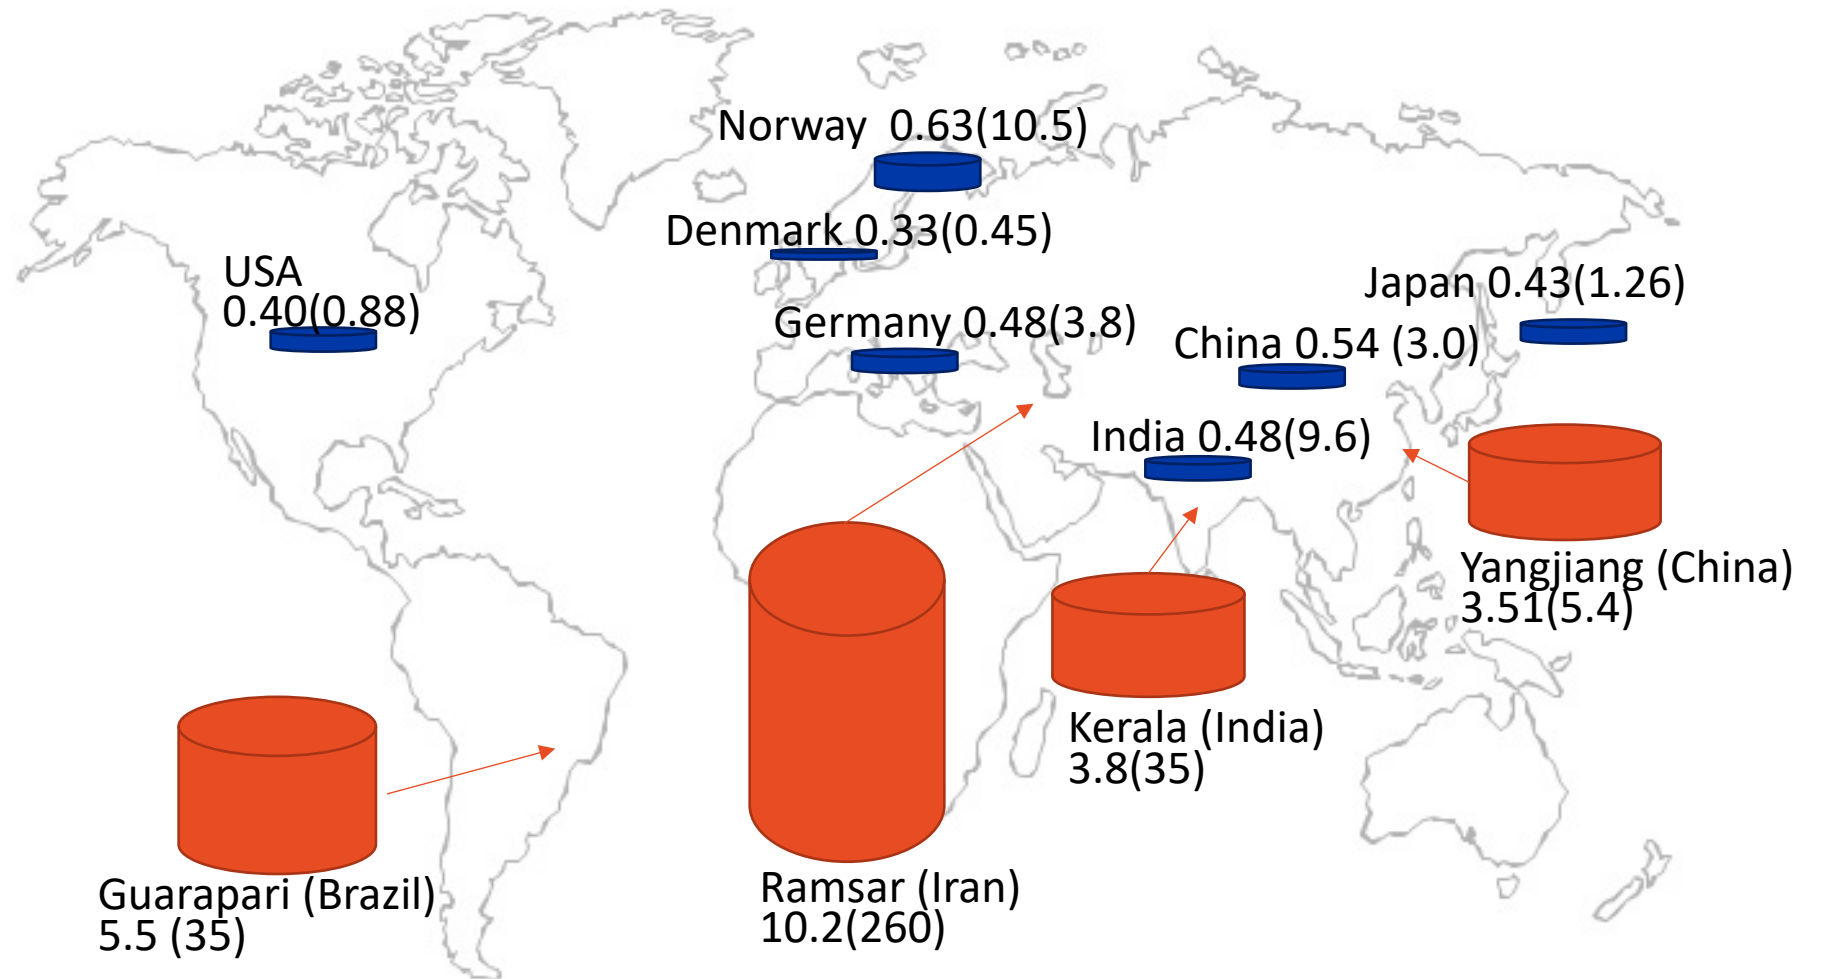 Norway 0.63(10.5)
Denmark 0.33(0.45)
USA
0.40(0.88)
Japan 0.43(1.26)
Germany 0.48(3.8)
China 0.54 (3.0)
India 0.48(9.6)
Yangjiang (China)
3.51(5.4)
Kerala (India)
3.8(35)
Guarapari (Brazil)
5.5 (35)
Ramsar (Iran)
10.2(260)